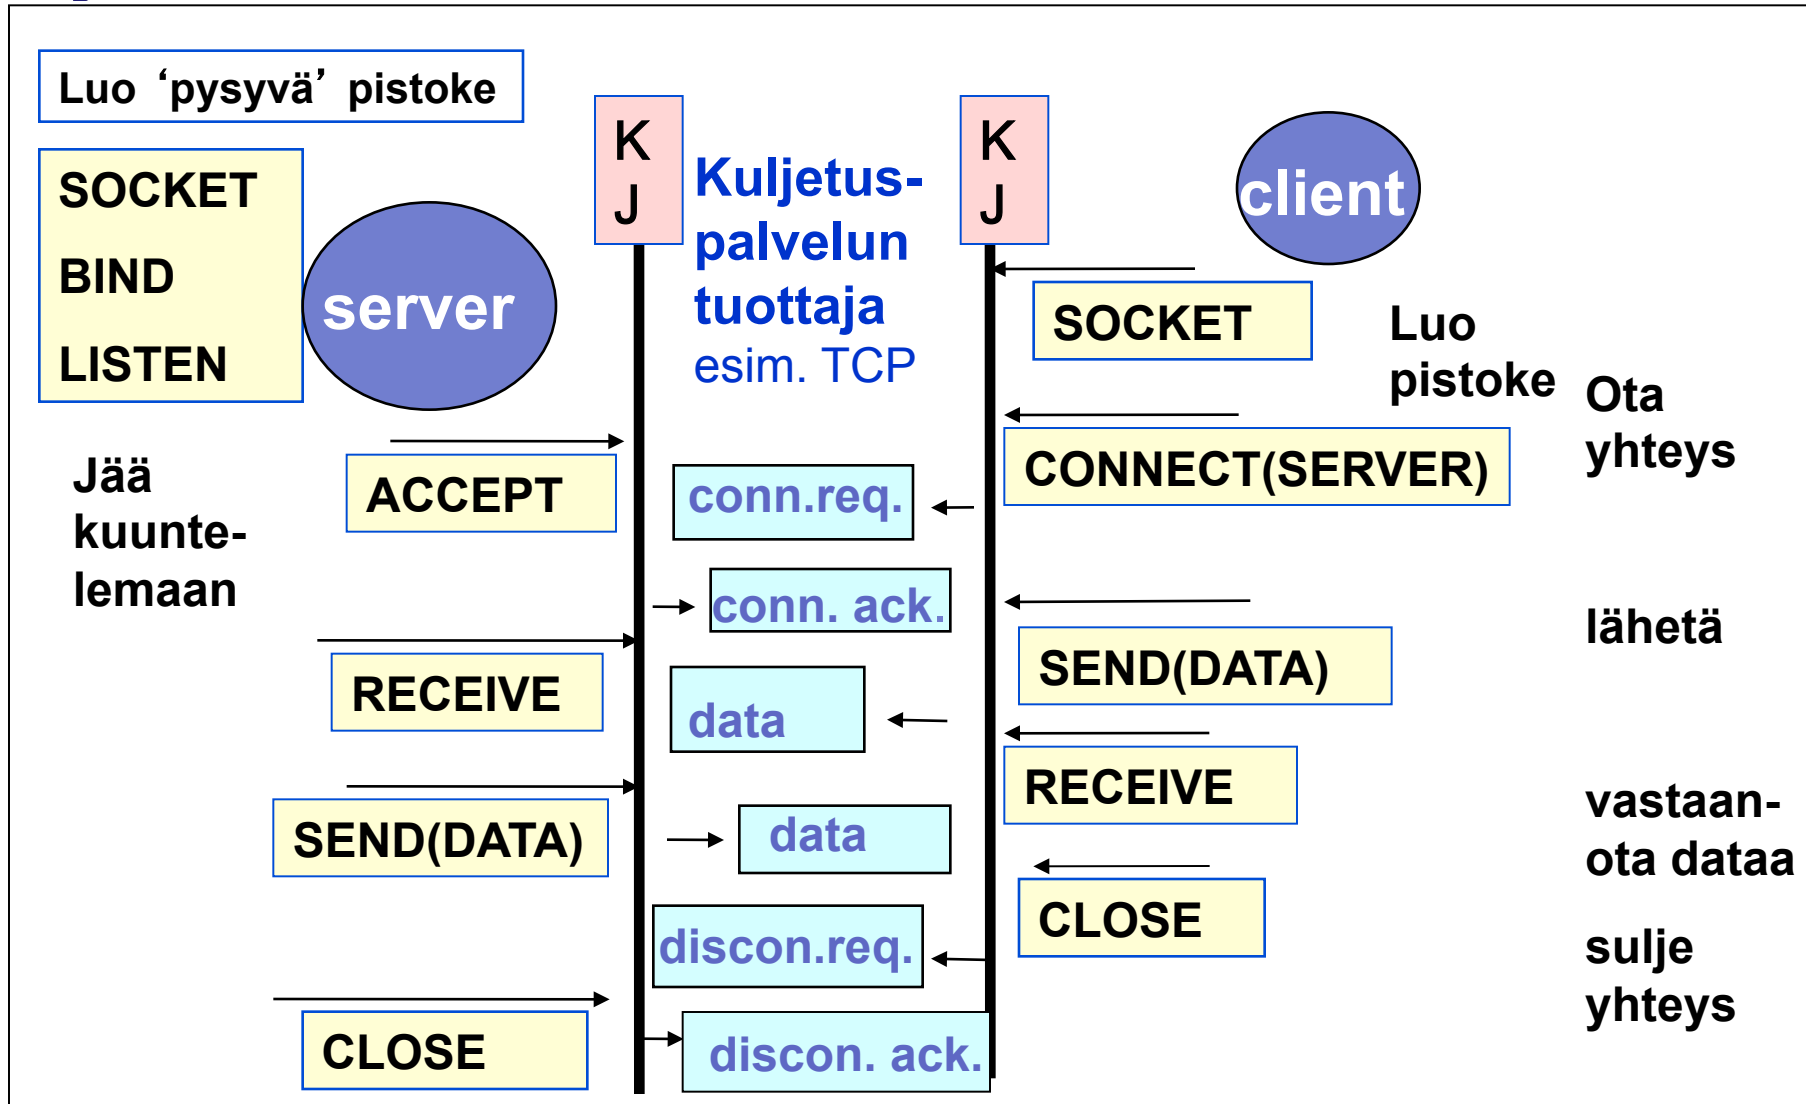 Luo ‘pysyvä’ pistoke
SOCKET
BIND
LISTEN
server
K
J
Kuljetus-
palvelun
tuottaja
esim. TCP
K
J
client
SOCKET
Luo
pistoke
Ota
yhteys
CONNECT(SERVER)
Jää
kuunte-
lemaan
ACCEPT
conn.req.
conn. ack.
lähetä
SEND(DATA)
RECEIVE
data
RECEIVE
SEND(DATA)
data
vastaan-
ota dataa
CLOSE
discon.req.
sulje
yhteys
CLOSE
discon. ack.